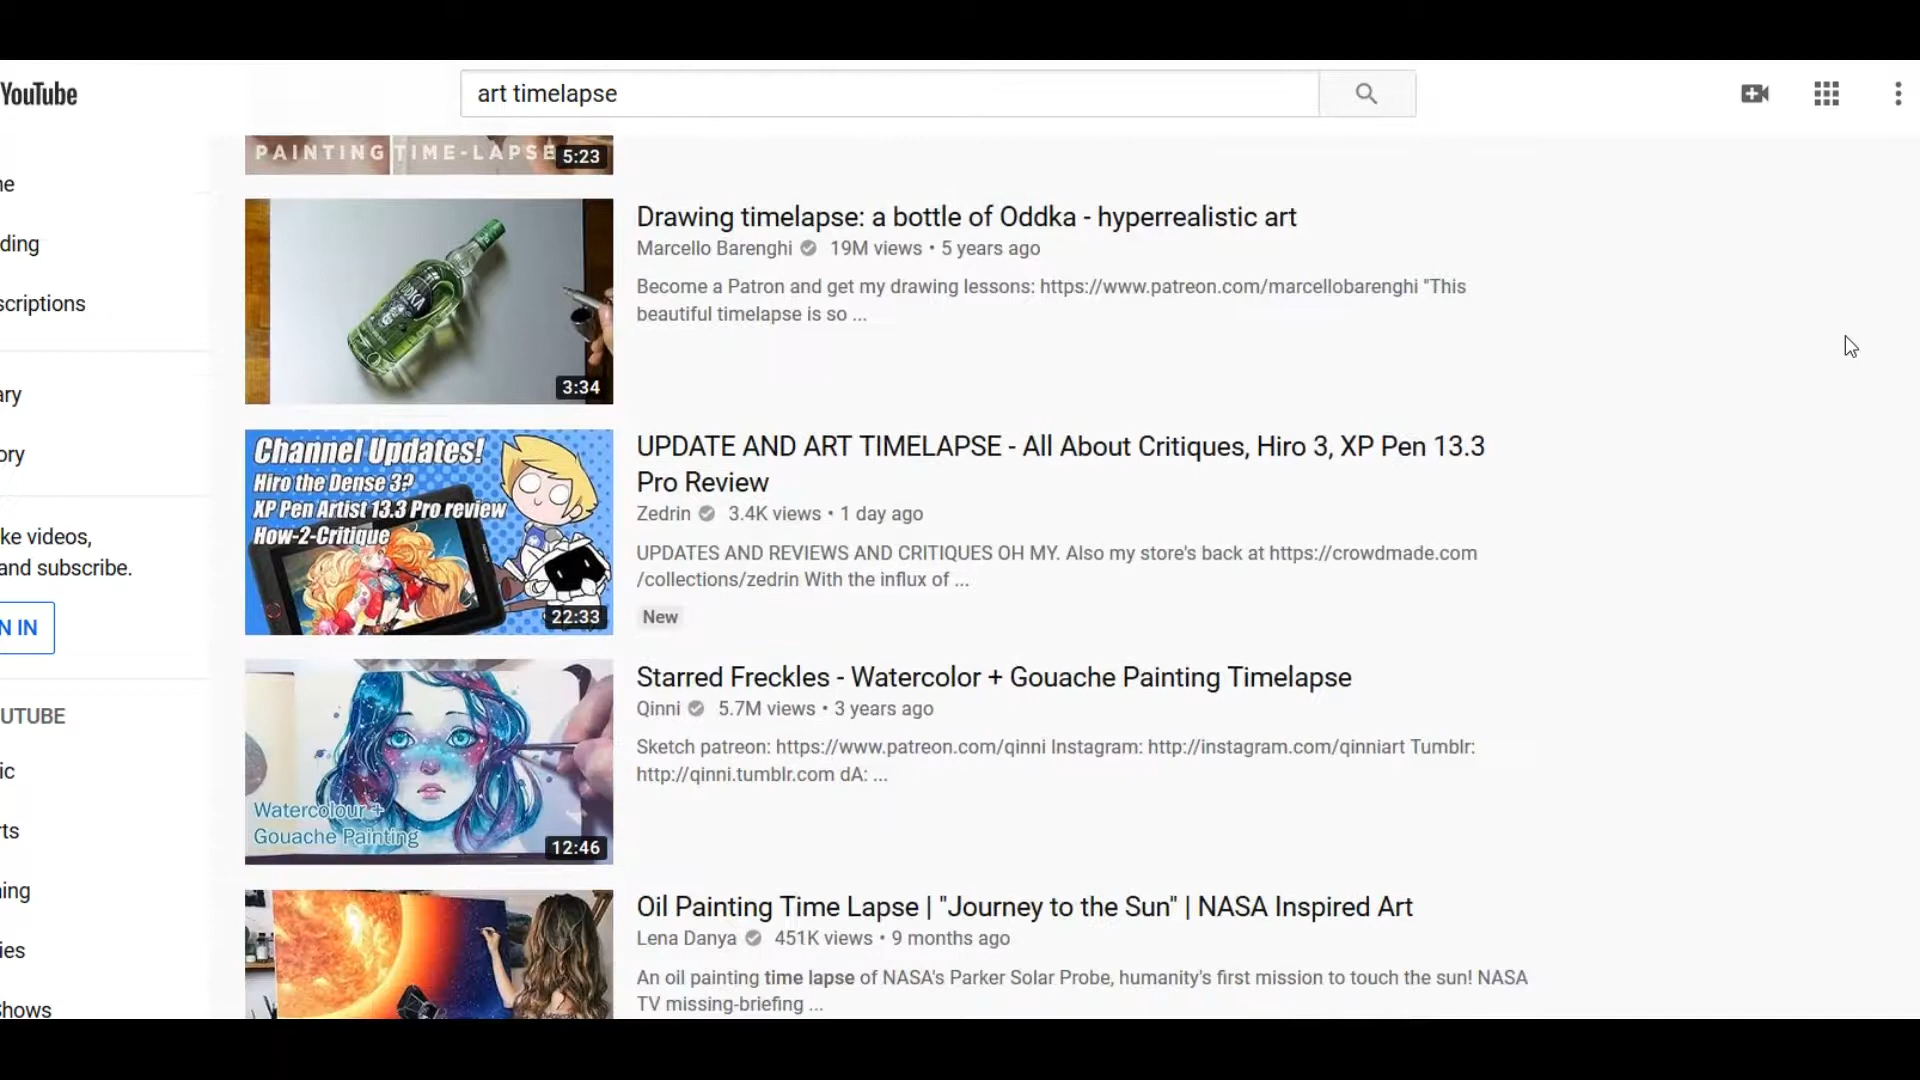 YouTube
art timelapse
PAINTING TIME-LAPSE
5:23
ne
ding
scriptions
ary
ory
ke videos,
and subscribe.
N IN
UTUBE
ic
rts
ning
ies
Shows
Drawing timelapse: a bottle of Oddka - hyperrealistic art
Marcello Barenghi 19M views • 5 years ago
Become a Patron and get my drawing lessons: https://www.patreon.com/marcellobarenghi "This
beautiful timelapse is so ...
ODDKA
3:34
Channel Updates!
Hiro the Dense 3?
XP Pen Artist 13.3 Pro review
How-2-Critique
22:33
UPDATE AND ART TIMELAPSE - All About Critiques, Hiro 3, XP Pen 13.3
Pro Review
Zedrin 3.4K views • 1 day ago
UPDATES AND REVIEWS AND CRITIQUES OH MY. Also my store's back at https://crowdmade.com
/collections/zedrin With the influx of ...
New
Watercolour +
Gouache Painting
12:46
Starred Freckles - Watercolor + Gouache Painting Timelapse
Qinni 5.7M views • 3 years ago
Sketch patreon: https://www.patreon.com/qinni Instagram: http://instagram.com/qinniart Tumblr:
http://qinni.tumblr.com dA: ...
Oil Painting Time Lapse | "Journey to the Sun" | NASA Inspired Art
Lena Danya 451K views • 9 months ago
An oil painting time lapse of NASA's Parker Solar Probe, humanity's first mission to touch the sun! NASA
TV missing-briefing ...